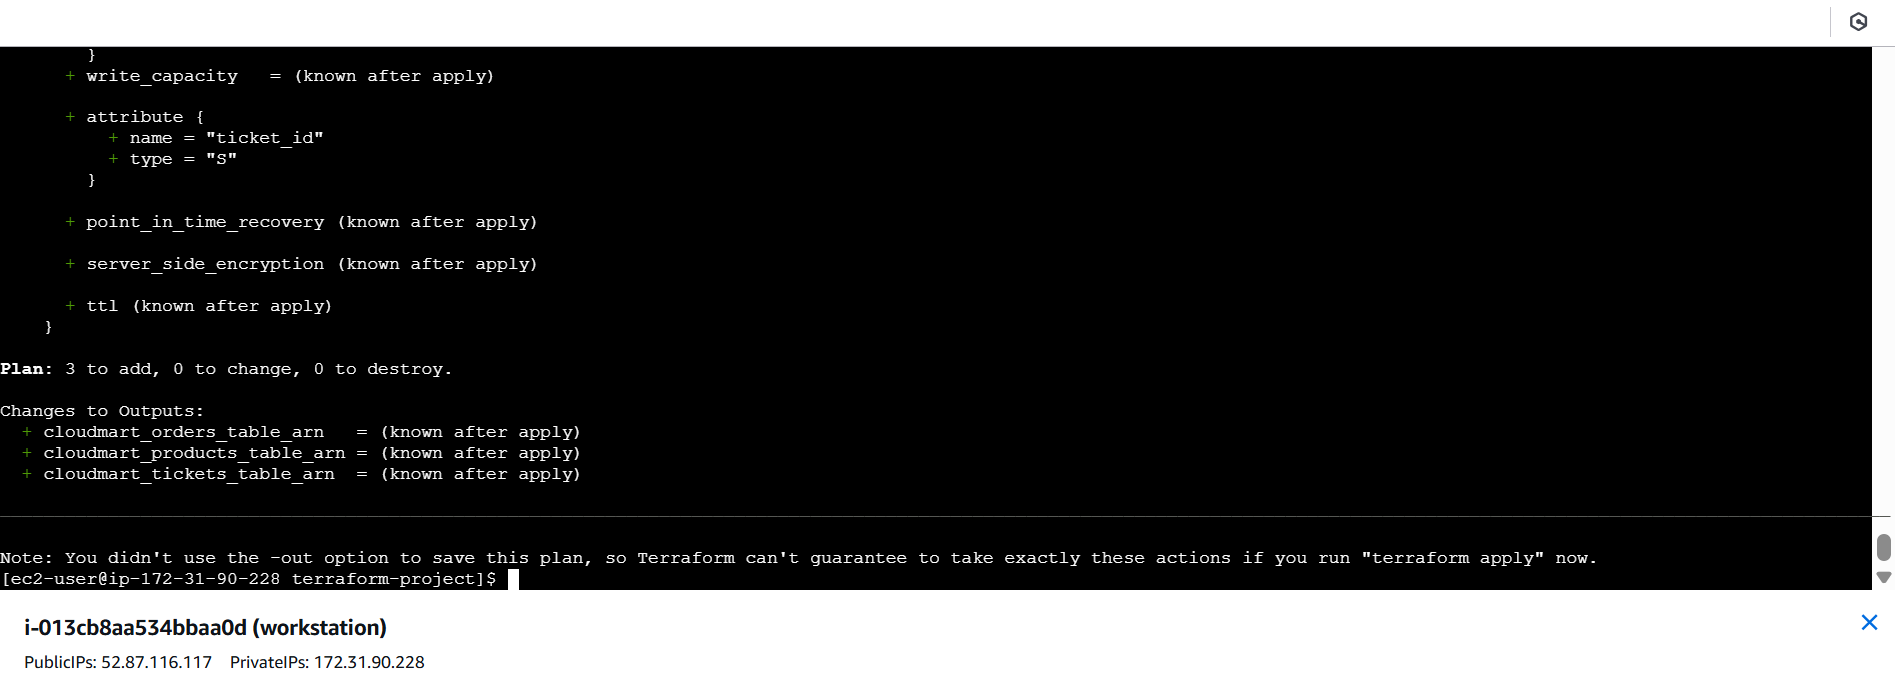 }
      + write_capacity   = (known after apply)

      + attribute {
          + name = "ticket_id"
          + type = "S"
        }

      + point_in_time_recovery (known after apply)

      + server_side_encryption (known after apply)

      + ttl (known after apply)
    }

Plan: 3 to add, 0 to change, 0 to destroy.

Changes to Outputs:
  + cloudmart_orders_table_arn   = (known after apply)
  + cloudmart_products_table_arn = (known after apply)
  + cloudmart_tickets_table_arn  = (known after apply)

Note: You didn't use the -out option to save this plan, so Terraform can't guarantee to take exactly these actions if you run "terraform apply" now.
[ec2-user@ip-172-31-90-228 terraform-project]$
i-013cb8aa534bbaa0d (workstation)
PublicIPs: 52.87.116.117 PrivateIPs: 172.31.90.228